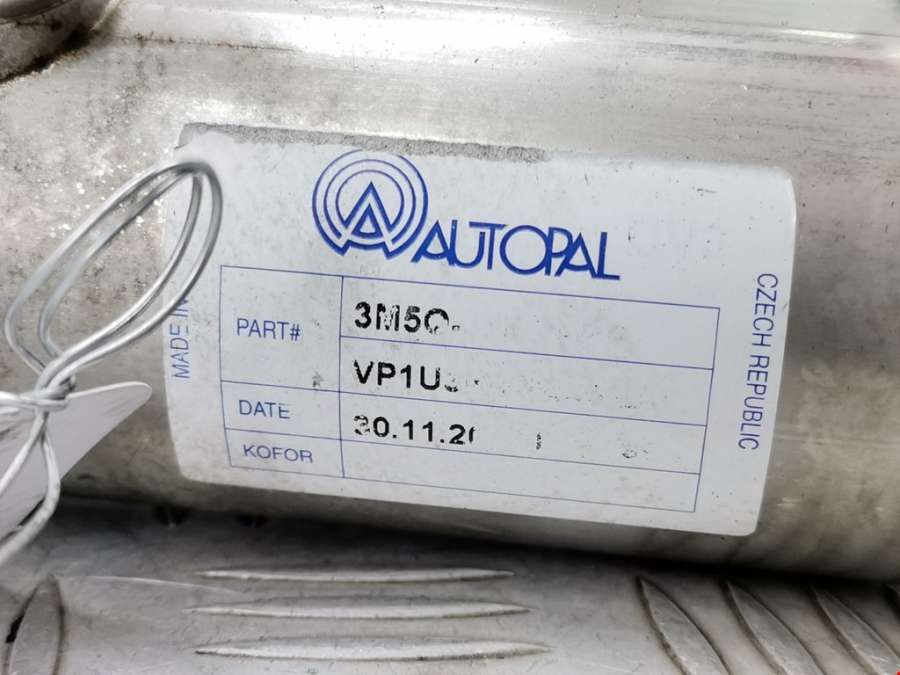 AUTOPAL
PART# 3M5Q-
VP1U
DATE 30.11.20
KOFOR
MADE IN
CZECH REPUBLIC